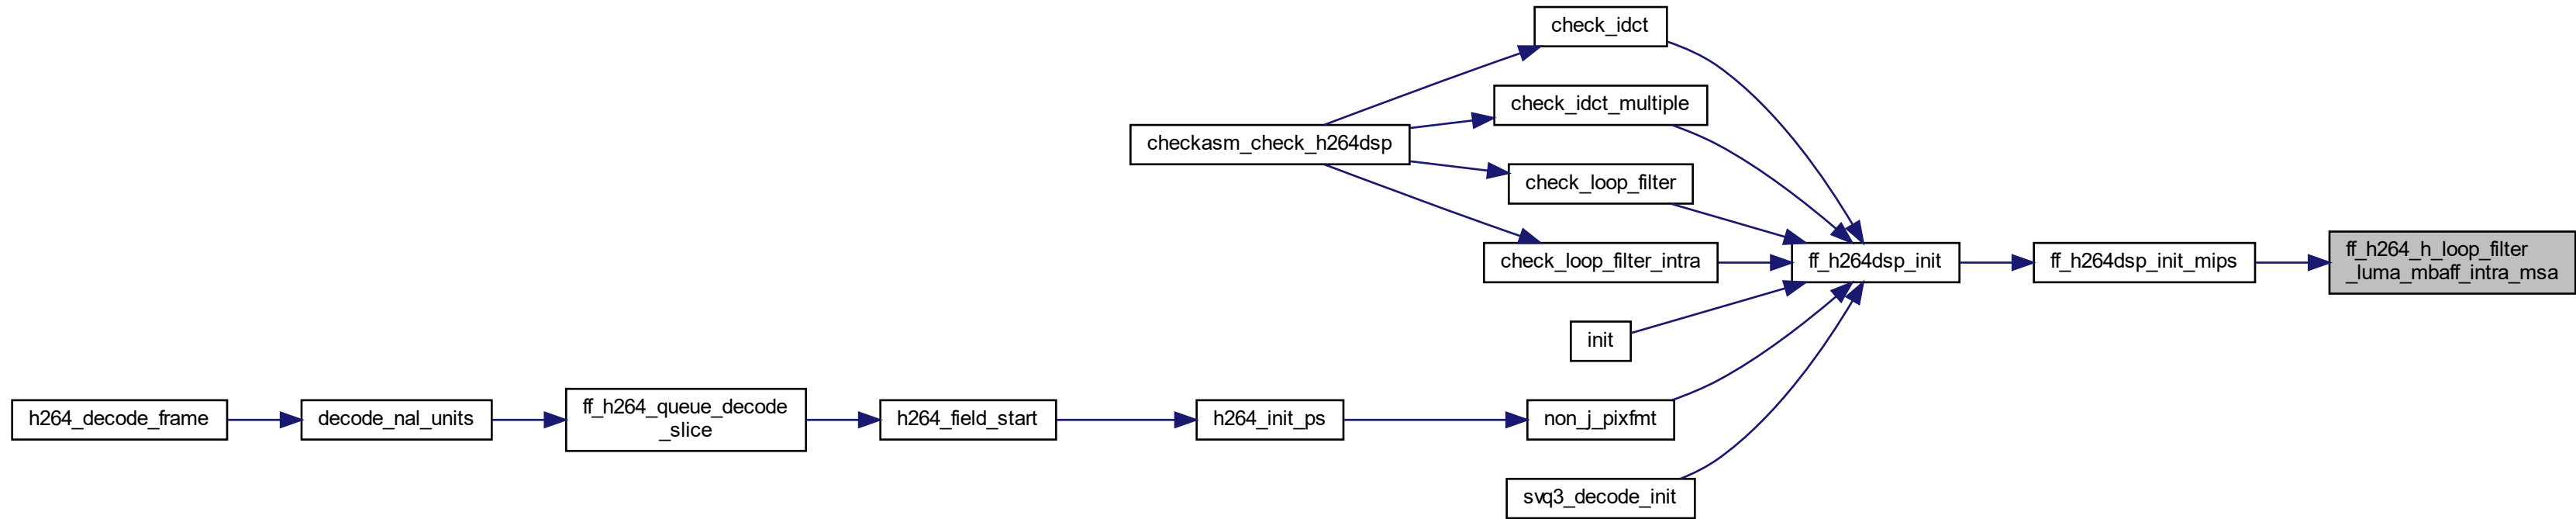 check_idct
check_idct_multiple
checkasm_check_h264dsp
check_loop_filter
check_loop_filter_intra
ff_h264dsp_init
ff_h264dsp_init_mips
ff_h264_h_loop_filter
_luma_mbaff_intra_msa
init
h264_decode_frame
decode_nal_units
ff_h264_queue_decode
_slice
h264_field_start
h264_init_ps
non_j_pixfmt
svq3_decode_init